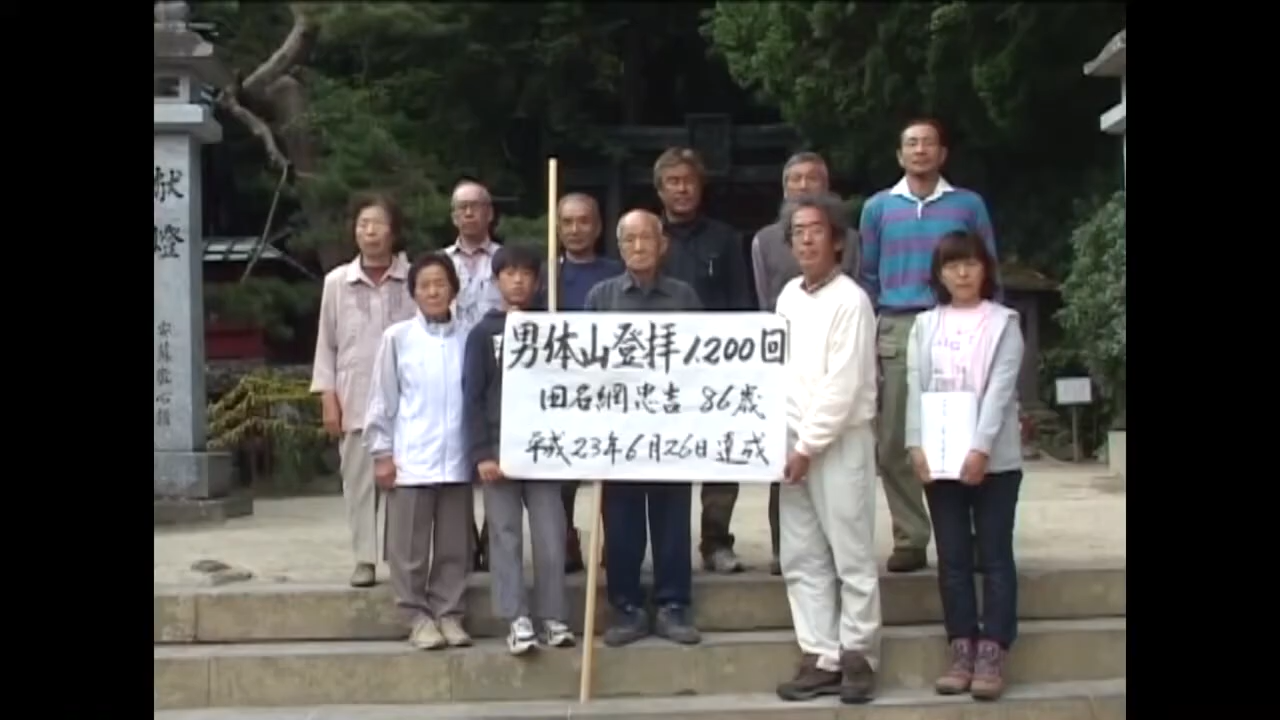 献燈
男体山登拝1,200回
田名網忠吉 86歳
平成23年6月26日達成